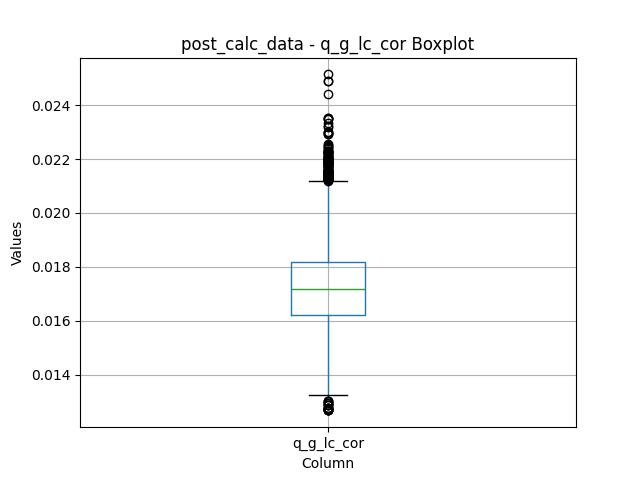 post_calc_data - q_g_lc_cor Boxplot
0.024
0.022
0.020
0.018
0.016
0.014
Values
q_g_lc_cor
Column